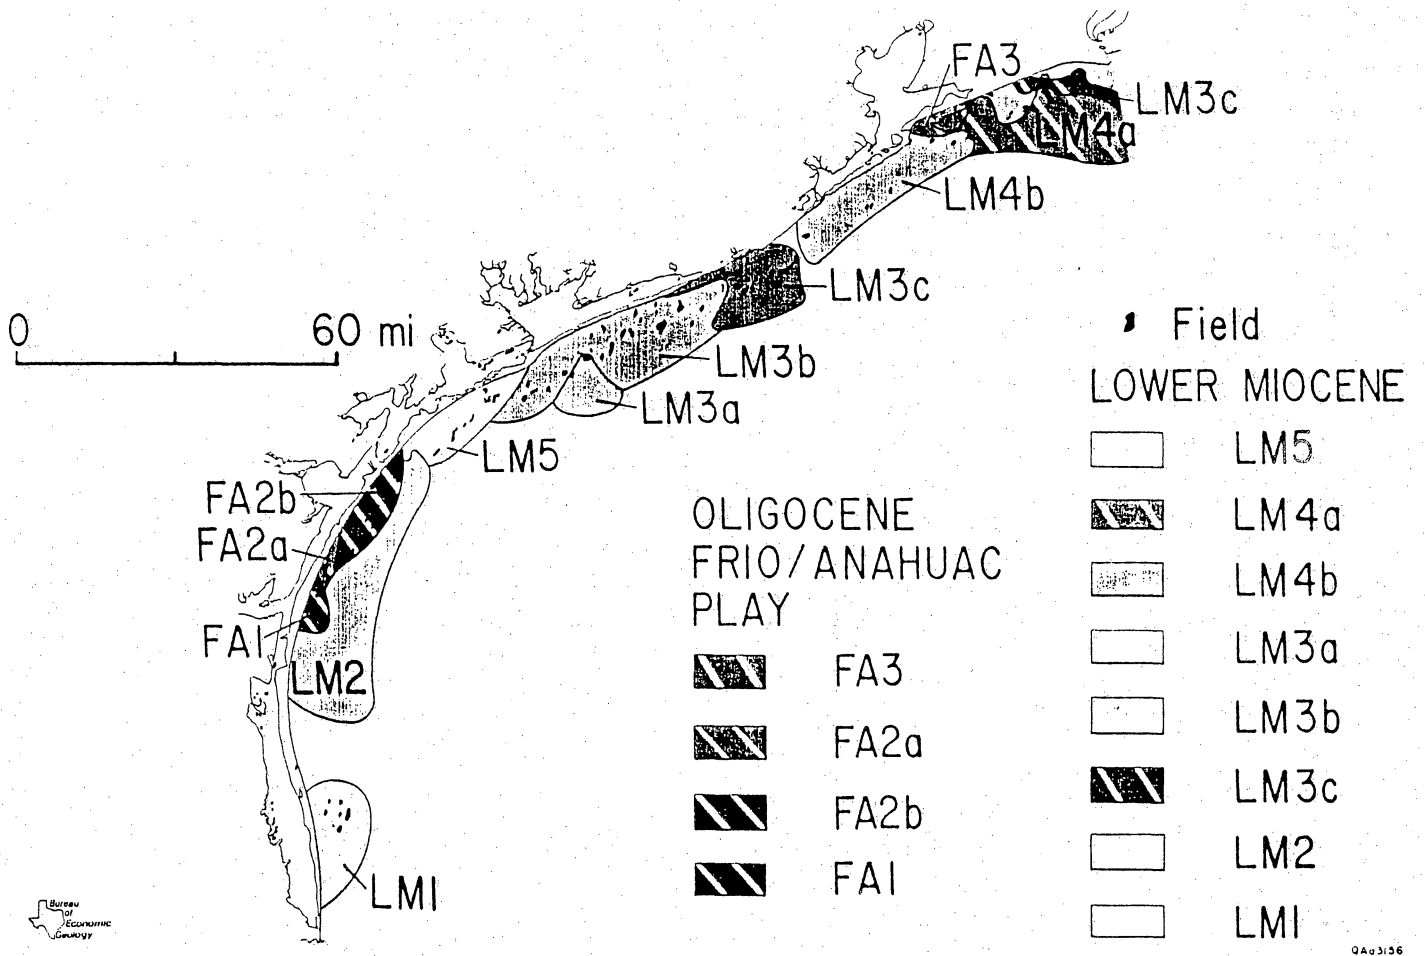 FA3
LM3c
LM4a
LM4b
LM3c
0 60 mi
LM3b
LM3a
LM5
FA2b
FA2a
FA1
LM2
LM1
Field
LOWER MIOCENE
LM5
LM4a
LM4b
LM3a
LM3b
LM3c
LM2
LM1
OLIGOCENE
FRIO/ANAHUAC
PLAY
FA3
FA2a
FA2b
FA1
Bureau
of
Economic
Geology
QAa3156